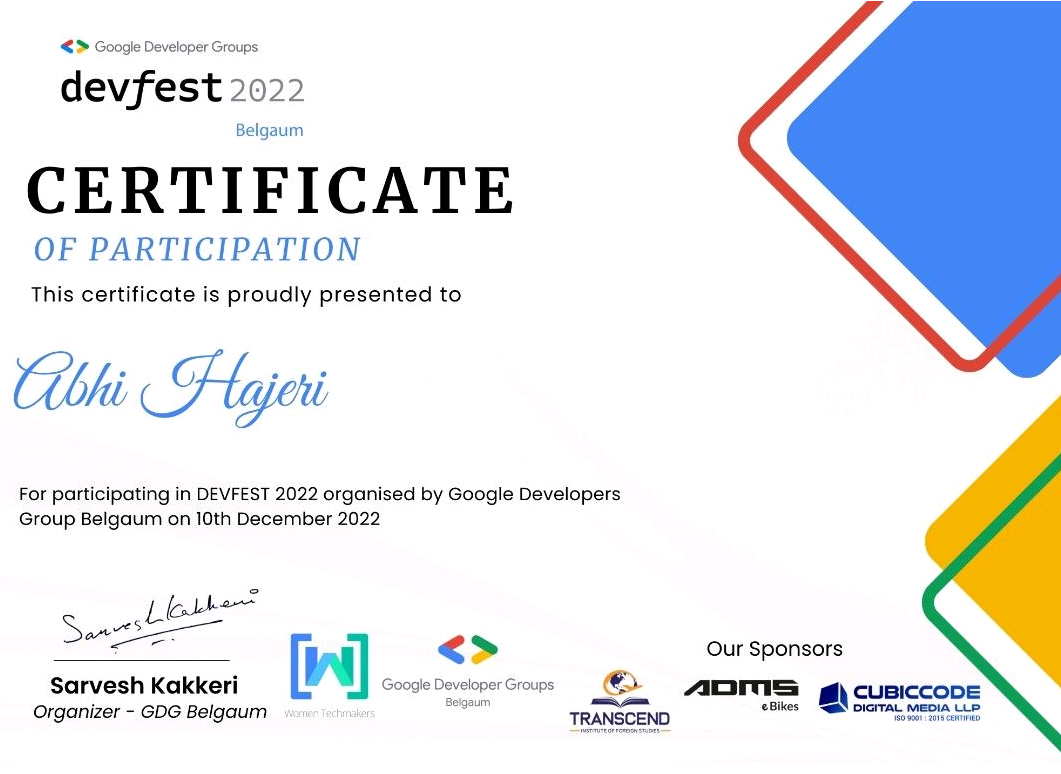 Google Developer Groups
devfest 2022
Belgaum
CERTIFICATE
OF PARTICIPATION
This certificate is proudly presented to
Abhi Hajeri
For participating in DEVFEST 2022 organised by Google Developers
Group Belgaum on 10th December 2022
Sarvesh Kakkeri
Sarvesh Kakkeri
Organizer - GDG Belgaum
Women Techmakers
Google Developer Groups
Belgaum
Our Sponsors
TRANSCEND
INSTITUTE OF FOREIGN STUDIES
ADMS
eBikes
CUBICCODE
DIGITAL MEDIA LLP
ISO 9001 : 2015 CERTIFIED